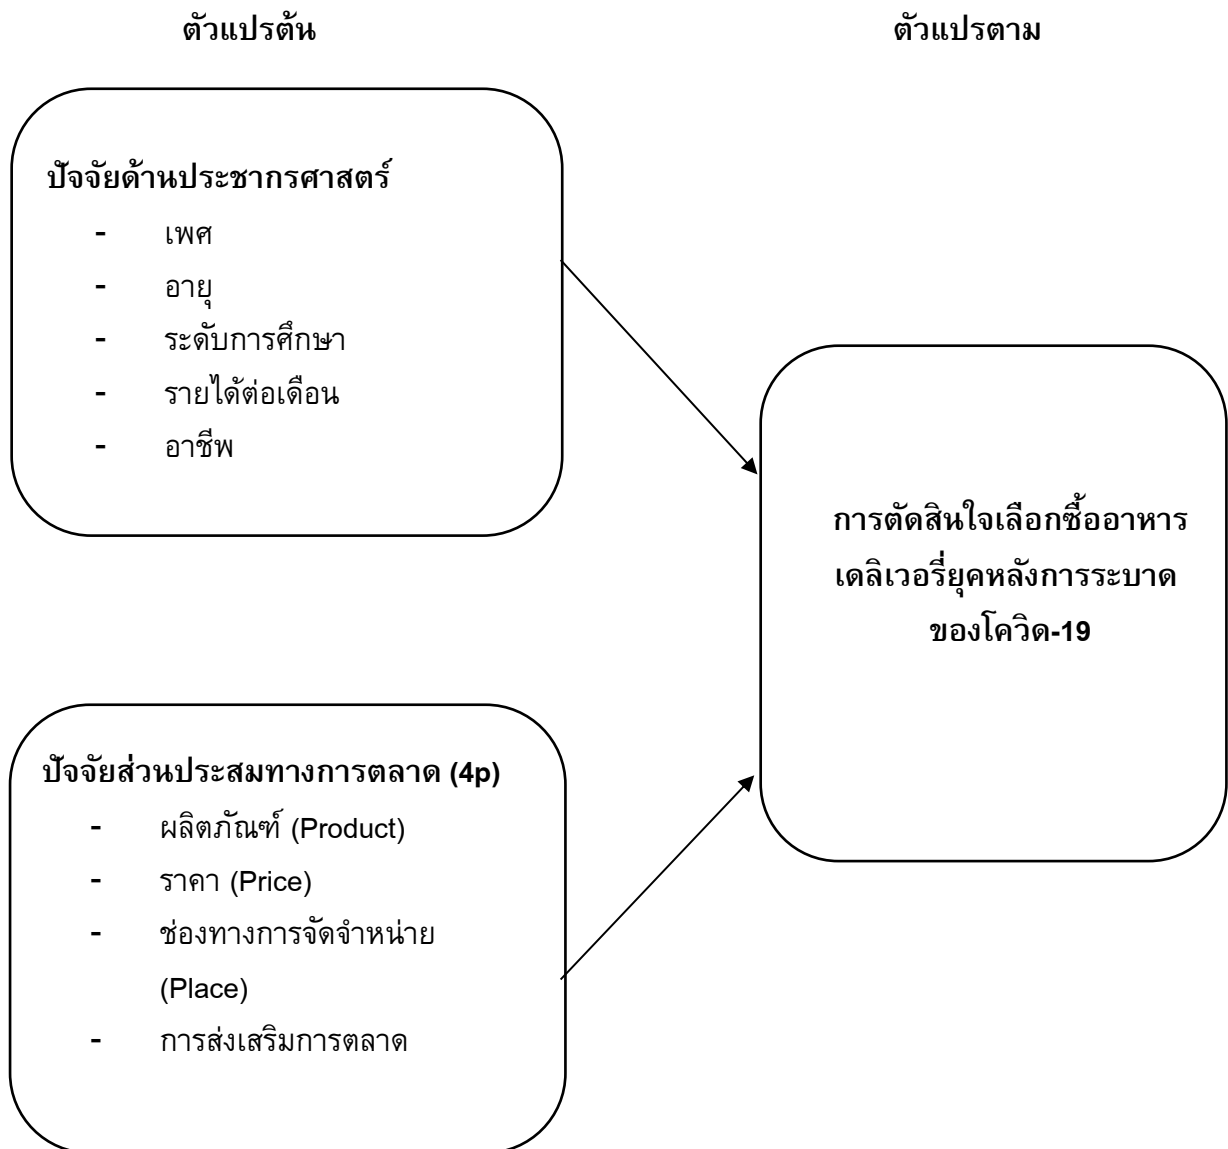 ตัวแปรต้น
ตัวแปรตาม
ปัจจัยด้านประชากรศาสตร์
- เพศ
- อายุ
- ระดับการศึกษา
- รายได้ต่อเดือน
- อาชีพ
การตัดสินใจเลือกซื้ออาหาร
เดลิเวอรี่ยุคหลังการระบาด
ของโควิด-19
ปัจจัยส่วนประสมทางการตลาด (4p)
- ผลิตภัณฑ์ (Product)
- ราคา (Price)
- ช่องทางการจัดจำหน่าย
(Place)
- การส่งเสริมการตลาด